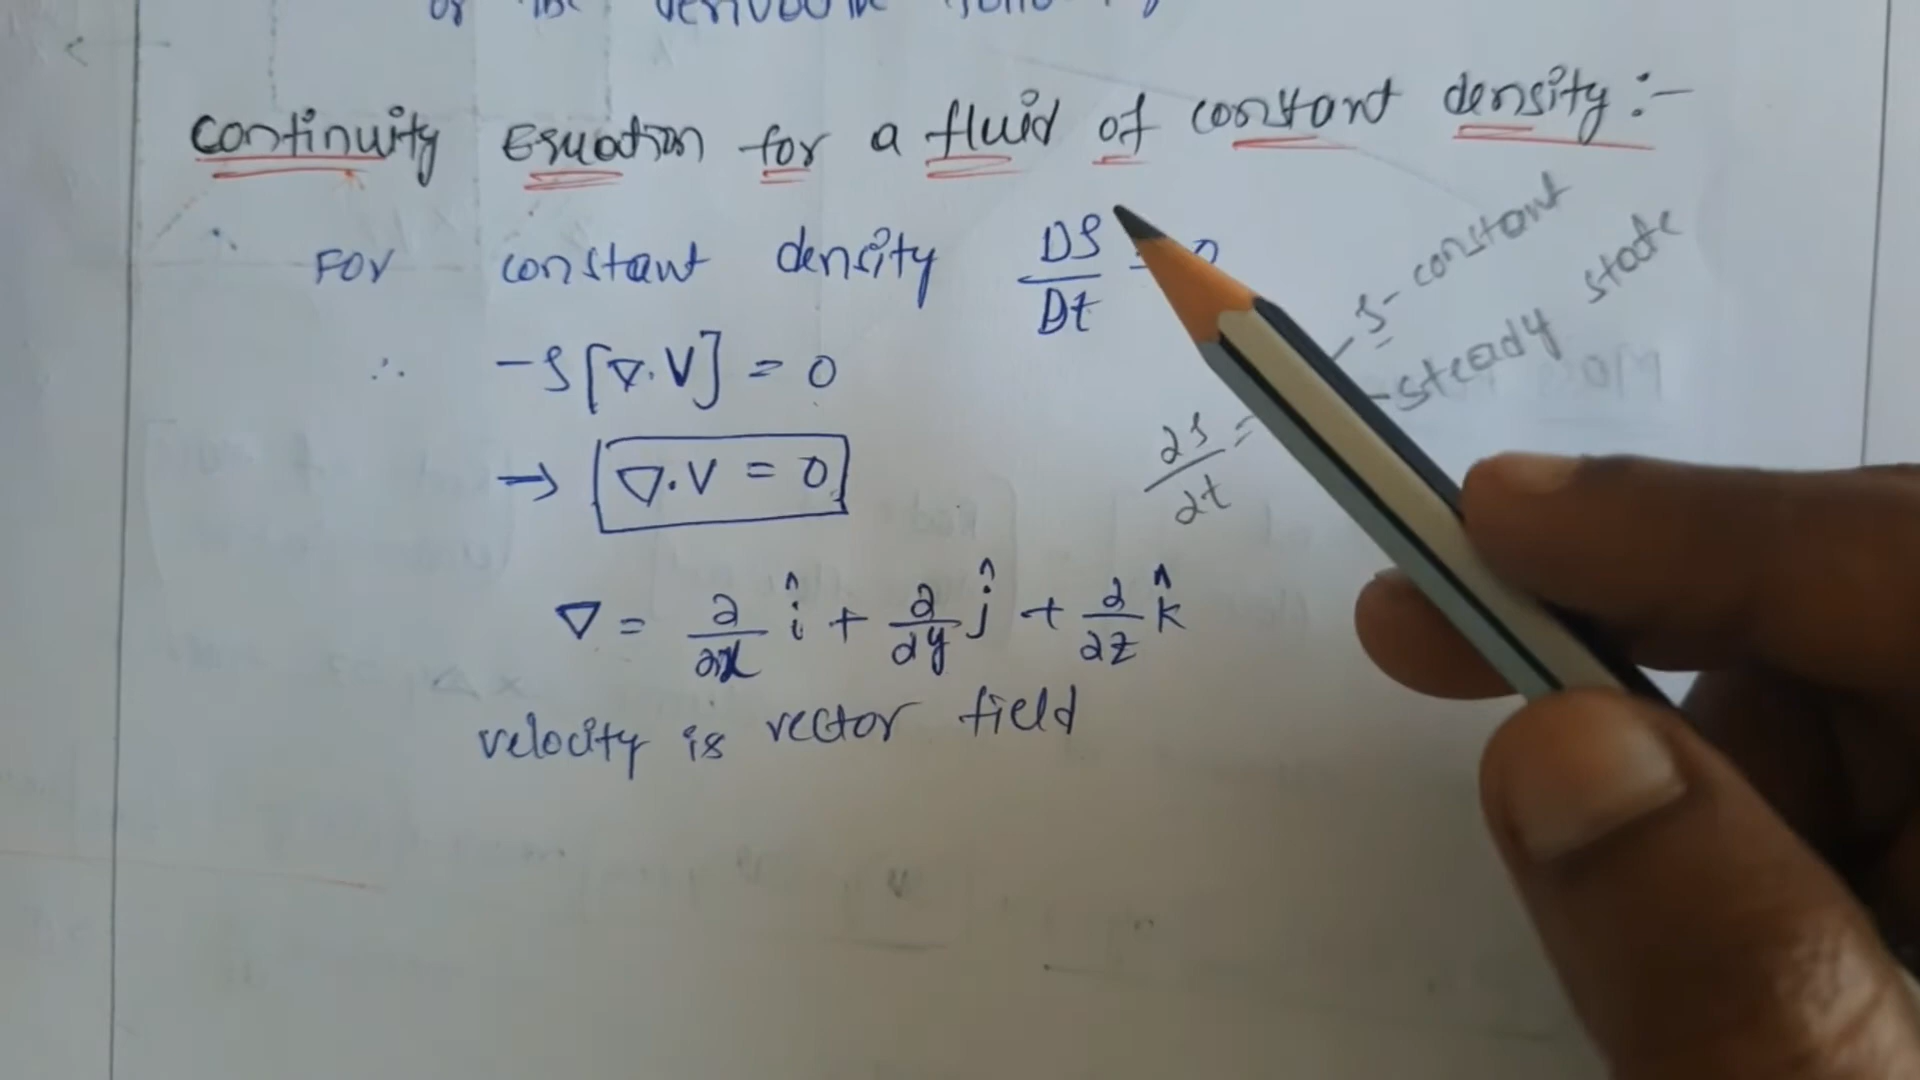 continuity Equation for a fluid of constant density :-
For constant density Dρ/Dt = 0
∴ -ρ[∇.V] = 0
→ ∇.V = 0
ρ - constant
- steady state
∂ρ/∂t =
∇ = ∂/∂x î + ∂/∂y ĵ + ∂/∂z k̂
velocity is vector field